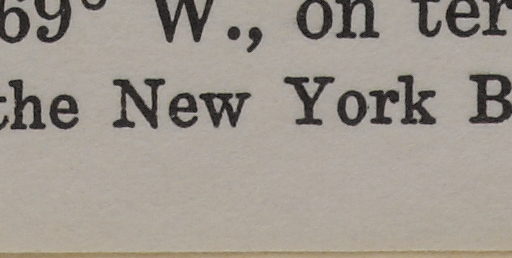 69° W., on ter
the New York B